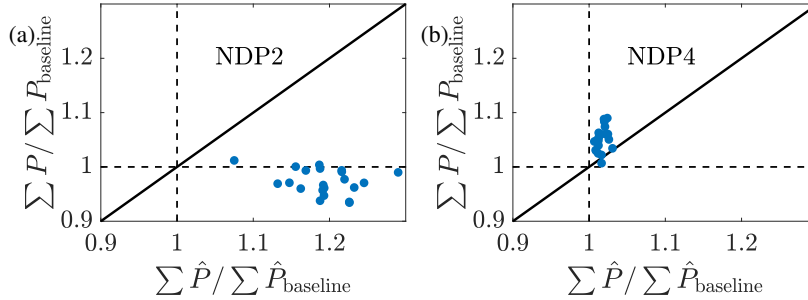 (a)
NDP2
∑ P / ∑ P_baseline
1.2
1.1
1
0.9
0.9 1 1.1 1.2
∑ P̂ / ∑ P̂_baseline
(b)
NDP4
∑ P / ∑ P_baseline
1.2
1.1
1
0.9
0.9 1 1.1 1.2
∑ P̂ / ∑ P̂_baseline